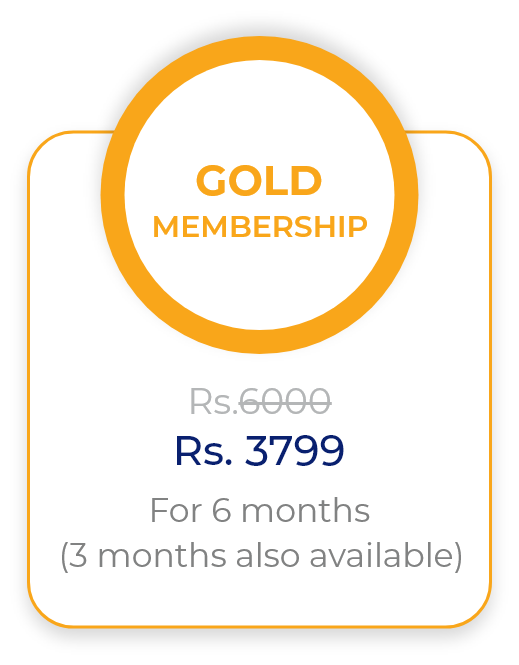 GOLD
MEMBERSHIP
Rs.6000
Rs. 3799
For 6 months
(3 months also available)